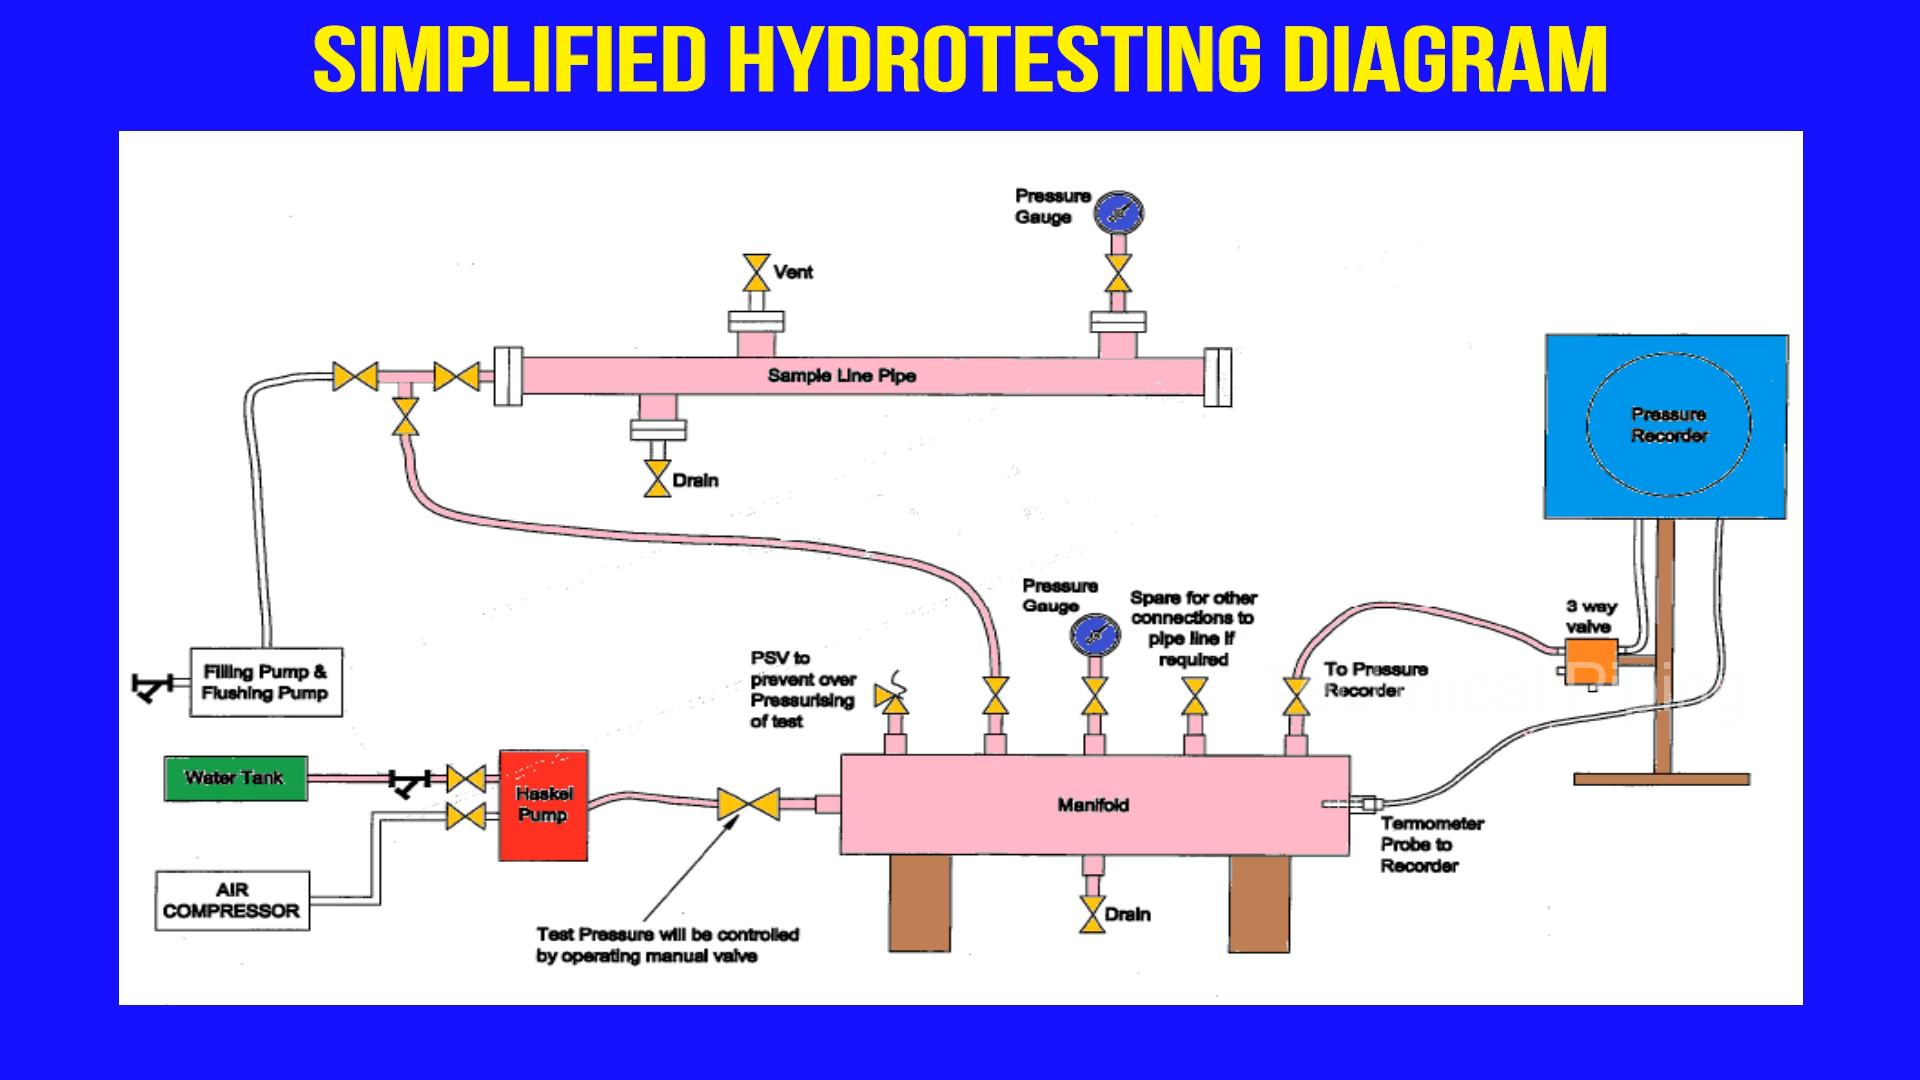 SIMPLIFIED HYDROTESTING DIAGRAM
Pressure
Gauge
Vent
Sample Line Pipe
Drain
Pressure
Recorder
Pressure
Gauge
Spare for other
connections to
pipe line if
required
3 way
valve
PSV to
prevent over
Pressurising
of test
To Pressure
Recorder
Filling Pump &
Flushing Pump
Water Tank
Haskel
Pump
Manifold
Termometer
Probe to
Recorder
AIR
COMPRESSOR
Drain
Test Pressure will be controlled
by operating manual valve